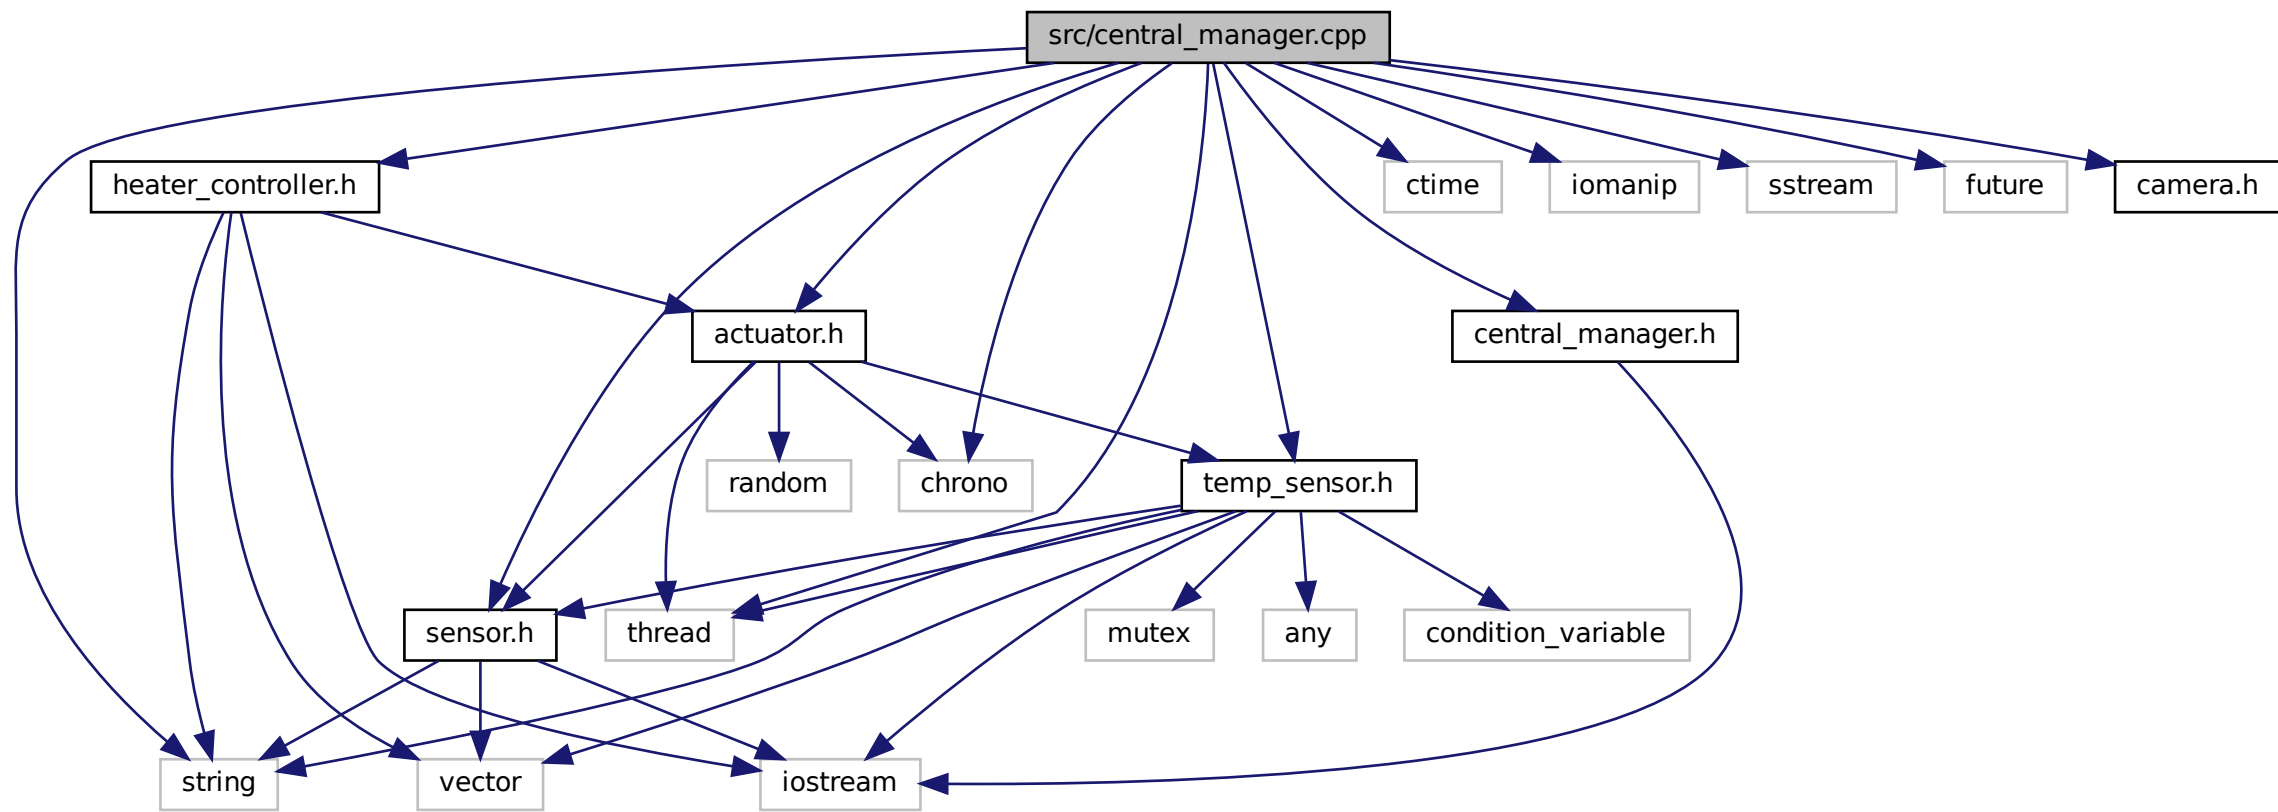 src/central_manager.cpp
heater_controller.h
ctime
iomanip
sstream
future
camera.h
actuator.h
central_manager.h
random
chrono
temp_sensor.h
sensor.h
thread
mutex
any
condition_variable
string
vector
iostream